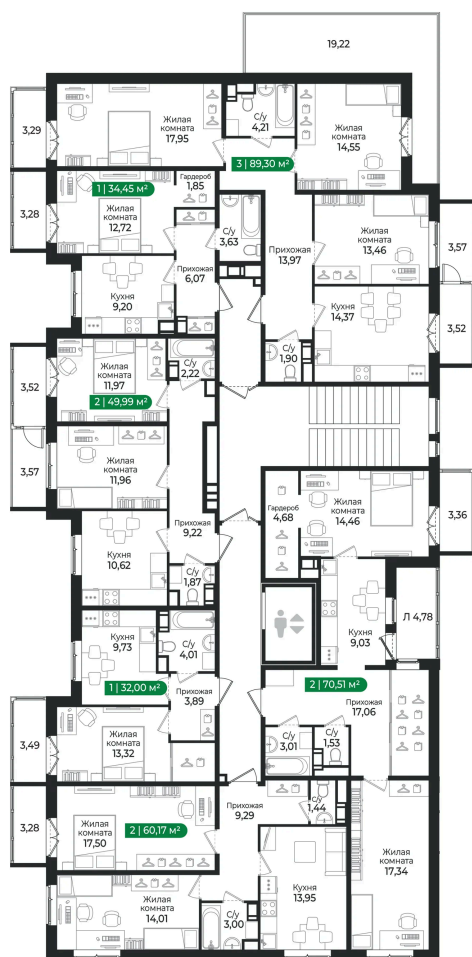 19,22
3,29
Жилая
комната
17,95
С/у
4,21
Жилая
комната
14,55
3 | 89,30 м²
1 | 34,45 м²
Гардероб
1,85
3,28
Жилая
комната
12,72
С/у
3,63
Прихожая
13,97
Жилая
комната
13,46
3,57
Прихожая
6,07
Кухня
9,20
Кухня
14,37
3,52
С/у
1,90
3,52
Жилая
комната
11,97
С/у
2,22
2 | 49,99 м²
3,57
Жилая
комната
11,96
Жилая
комната
14,46
3,36
Гардероб
4,68
Прихожая
9,22
Кухня
10,62
С/у
1,87
Л 4,78
Кухня
9,03
Кухня
9,73
С/у
4,01
1 | 32,00 м²
2 | 70,51 м²
Прихожая
3,89
Прихожая
17,06
3,49
Жилая
комната
13,32
С/у
3,01
С/у
1,53
3,28
Жилая
комната
17,50
2 | 60,17 м²
Прихожая
9,29
С/у
1,44
Жилая
комната
17,34
Кухня
13,95
Жилая
комната
14,01
С/у
3,00